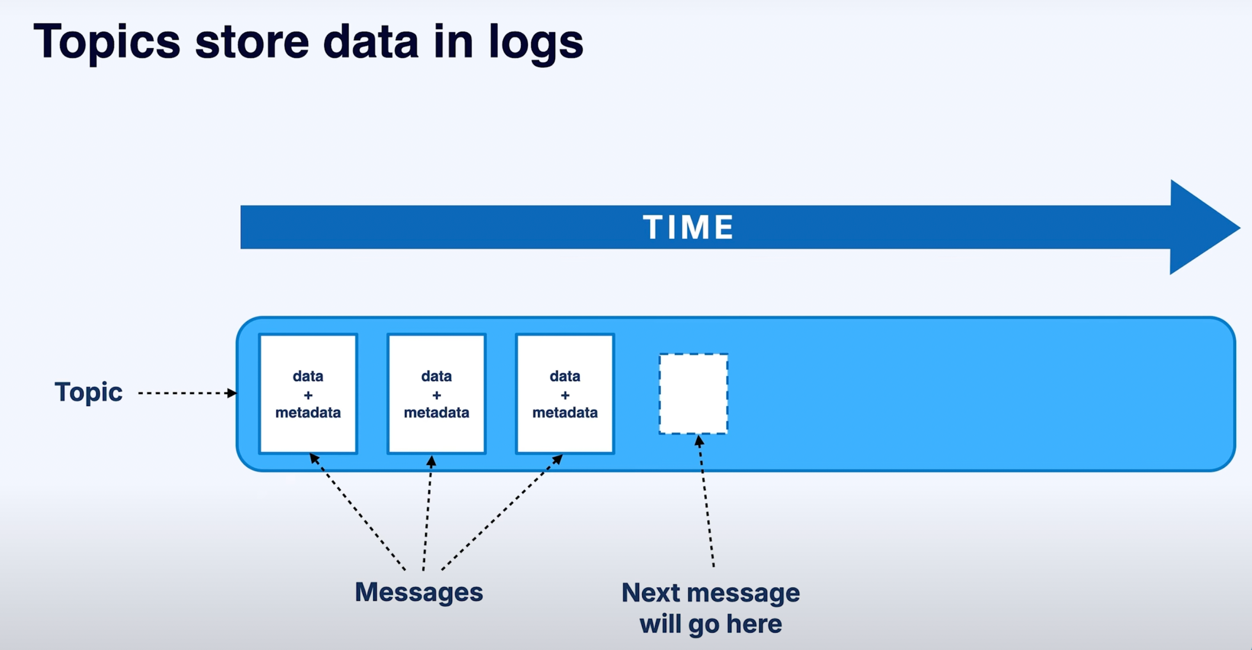 Topics store data in logs
TIME
Topic
data
+
metadata
data
+
metadata
data
+
metadata
Messages
Next message
will go here